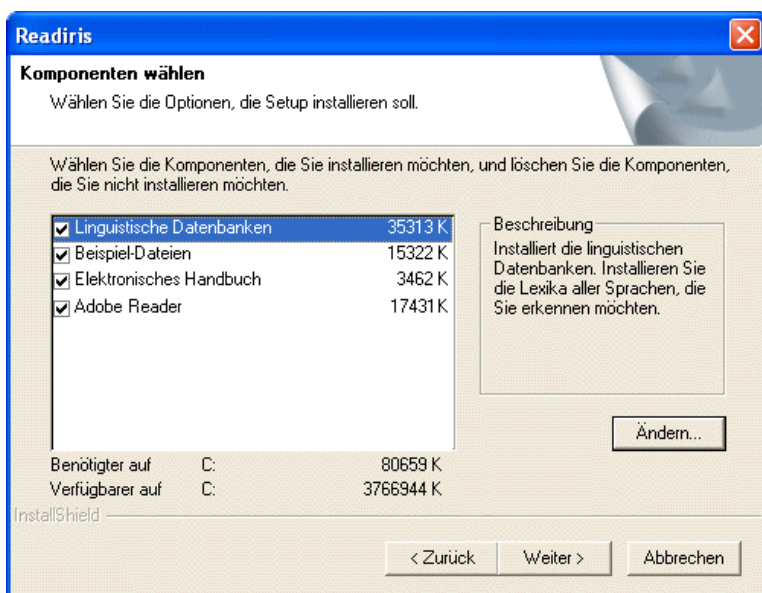 Readiris
Komponenten wählen
Wählen Sie die Optionen, die Setup installieren soll.
Wählen Sie die Komponenten, die Sie installieren möchten, und löschen Sie die Komponenten,
die Sie nicht installieren möchten.
Linguistische Datenbanken 35313 K
Beispiel-Dateien 15322 K
Elektronisches Handbuch 3462 K
Adobe Reader 17431 K
Beschreibung
Installiert die linguistischen
Datenbanken. Installieren Sie
die Lexika aller Sprachen, die
Sie erkennen möchten.
Ändern...
Benötigter auf C: 80659 K
Verfügbarer auf C: 3766944 K
InstallShield
< Zurück Weiter > Abbrechen